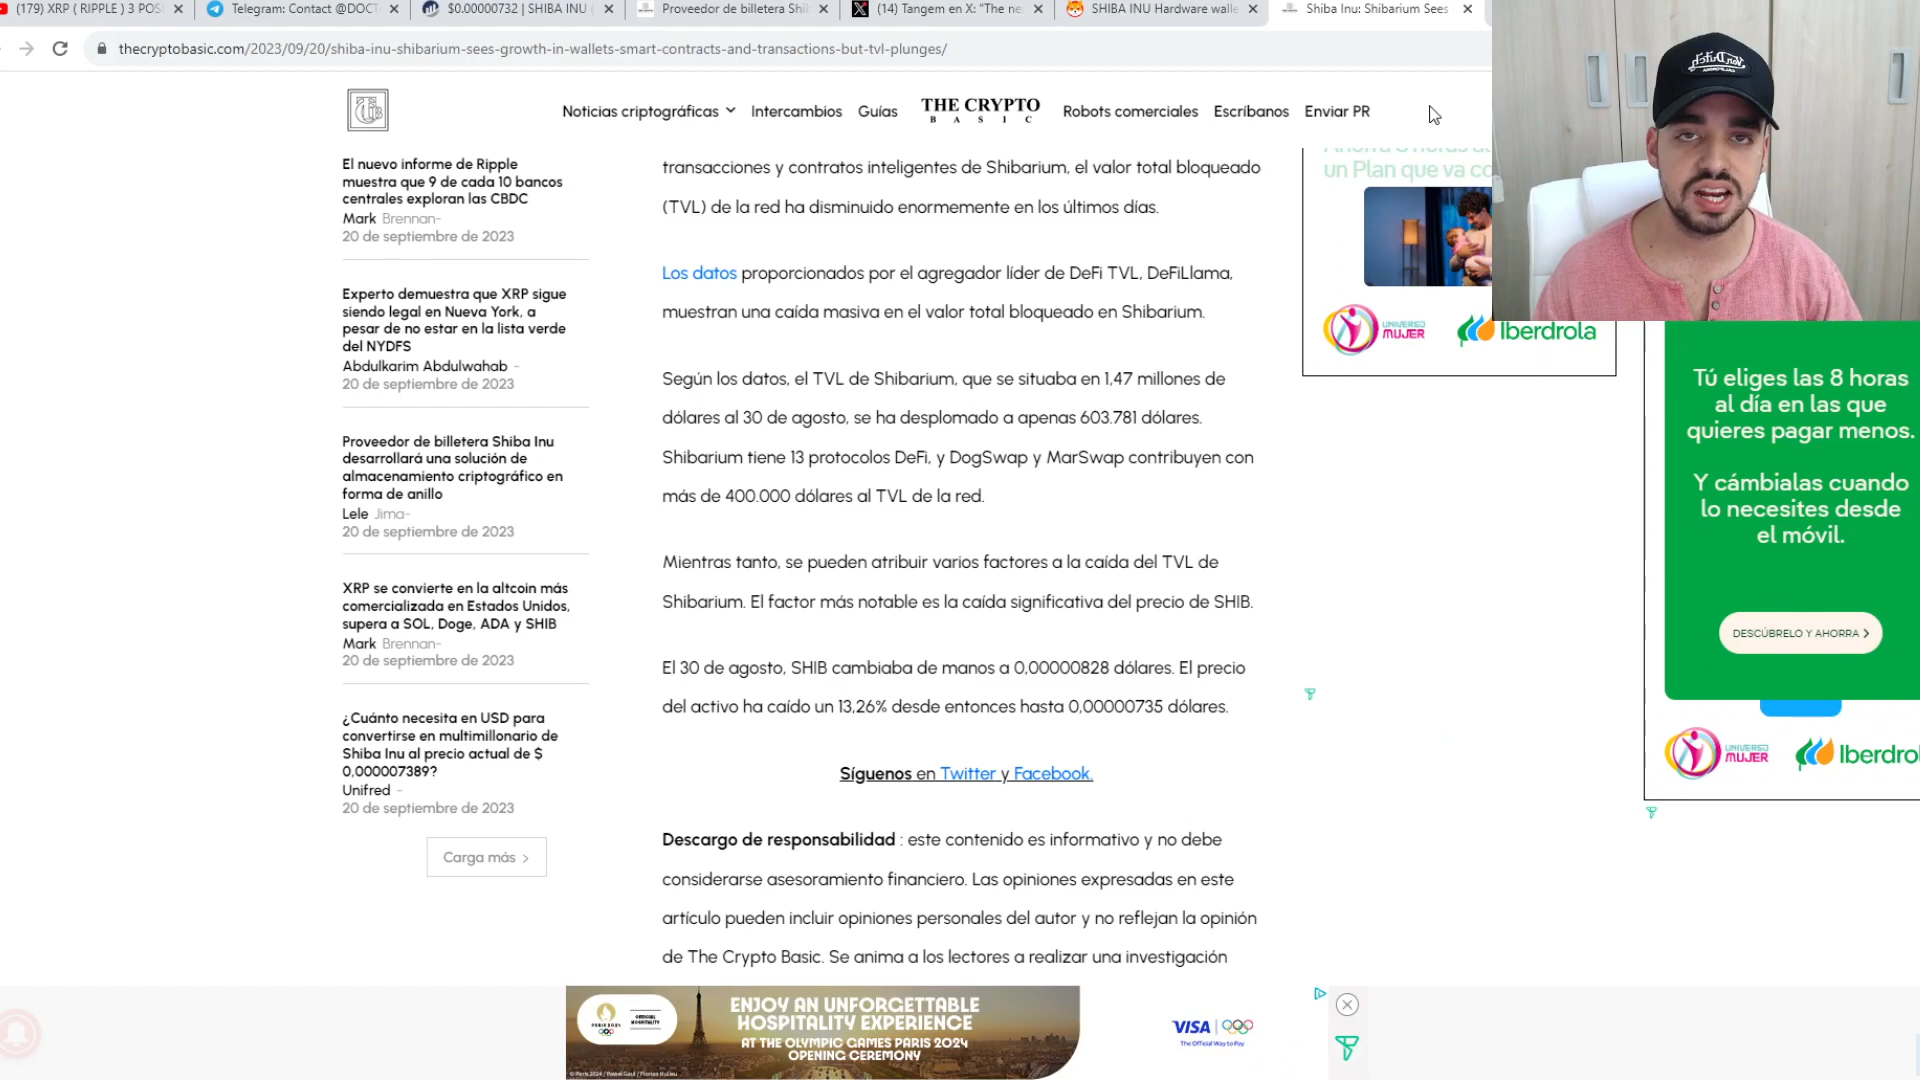 (179) XRP ( RIPPLE ) 3 POS
Telegram: Contact @DOCT
$0.00000732 | SHIBA INU (
Proveedor de billetera Shi
(14) Tangem en X: "The ne
SHIBA INU Hardware walle
Shiba Inu: Shibarium Sees
thecryptobasic.com/2023/09/20/shiba-inu-shibarium-sees-growth-in-wallets-smart-contracts-and-transactions-but-tvl-plunges/
Noticias criptográficas
Intercambios
Guías
THE CRYPTO
BASIC
Robots comerciales
Escríbanos
Enviar PR
El nuevo informe de Ripple
muestra que 9 de cada 10 bancos
centrales exploran las CBDC
Mark Brennan-
20 de septiembre de 2023
Experto demuestra que XRP sigue
siendo legal en Nueva York, a
pesar de no estar en la lista verde
del NYDFS
Abdulkarim Abdulwahab -
20 de septiembre de 2023
Proveedor de billetera Shiba Inu
desarrollará una solución de
almacenamiento criptográfico en
forma de anillo
Lele Jima-
20 de septiembre de 2023
XRP se convierte en la altcoin más
comercializada en Estados Unidos,
supera a SOL, Doge, ADA y SHIB
Mark Brennan-
20 de septiembre de 2023
¿Cuánto necesita en USD para
convertirse en multimillonario de
Shiba Inu al precio actual de $
0,000007389?
Unifred -
20 de septiembre de 2023
Carga más >
transacciones y contratos inteligentes de Shibarium, el valor total bloqueado
(TVL) de la red ha disminuido enormemente en los últimos días.
Los datos proporcionados por el agregador líder de DeFi TVL, DeFiLlama,
muestran una caída masiva en el valor total bloqueado en Shibarium.
Según los datos, el TVL de Shibarium, que se situaba en 1,47 millones de
dólares al 30 de agosto, se ha desplomado a apenas 603.781 dólares.
Shibarium tiene 13 protocolos DeFi, y DogSwap y MarSwap contribuyen con
más de 400.000 dólares al TVL de la red.
Mientras tanto, se pueden atribuir varios factores a la caída del TVL de
Shibarium. El factor más notable es la caída significativa del precio de SHIB.
El 30 de agosto, SHIB cambiaba de manos a 0,00000828 dólares. El precio
del activo ha caído un 13,26% desde entonces hasta 0,00000735 dólares.
Síguenos en Twitter y Facebook.
Descargo de responsabilidad : este contenido es informativo y no debe
considerarse asesoramiento financiero. Las opiniones expresadas en este
artículo pueden incluir opiniones personales del autor y no reflejan la opinión
de The Crypto Basic. Se anima a los lectores a realizar una investigación
un Plan que va co
UNIVERSO
MUJER
Iberdrola
Von Dutch
Tú eliges las 8 horas
al día en las que
quieres pagar menos.
Y cámbialas cuando
lo necesites desde
el móvil.
DESCÚBRELO Y AHORRA >
UNIVERSO
MUJER
Iberdrol
ENJOY AN UNFORGETTABLE
HOSPITALITY EXPERIENCE
AT THE OLYMPIC GAMES PARIS 2024
OPENING CEREMONY
VISA
The Official Way to Pay